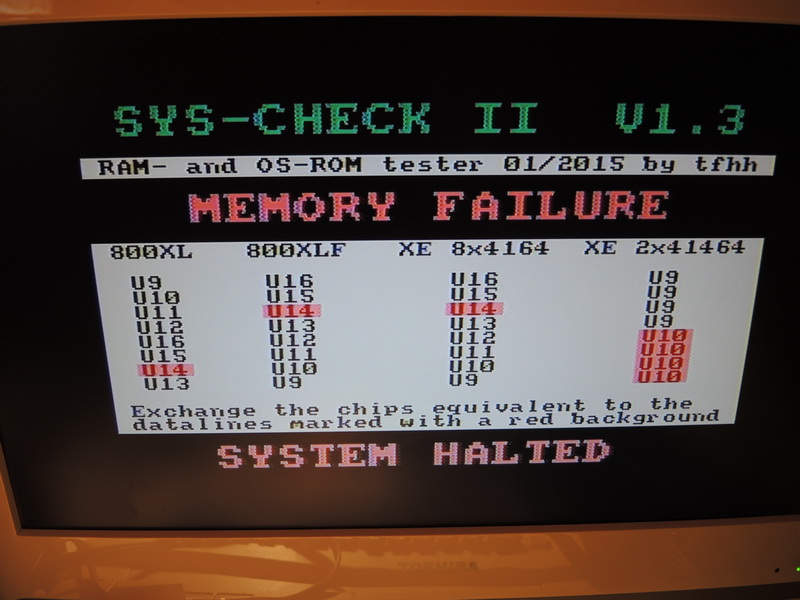 SYS-CHECK II V1.3
RAM- and OS-ROM tester 01/2015 by tfhh
MEMORY FAILURE
800XL 800XLF XE 8x4164 XE 2x41464
U9 U16 U16 U9
U10 U15 U15 U9
U11 U14 U14 U9
U12 U13 U13 U9
U16 U12 U12 U10
U15 U11 U11 U10
U14 U10 U10 U10
U13 U9 U9 U10
Exchange the chips equivalent to the
datalines marked with a red background
SYSTEM HALTED
TOSHIBA